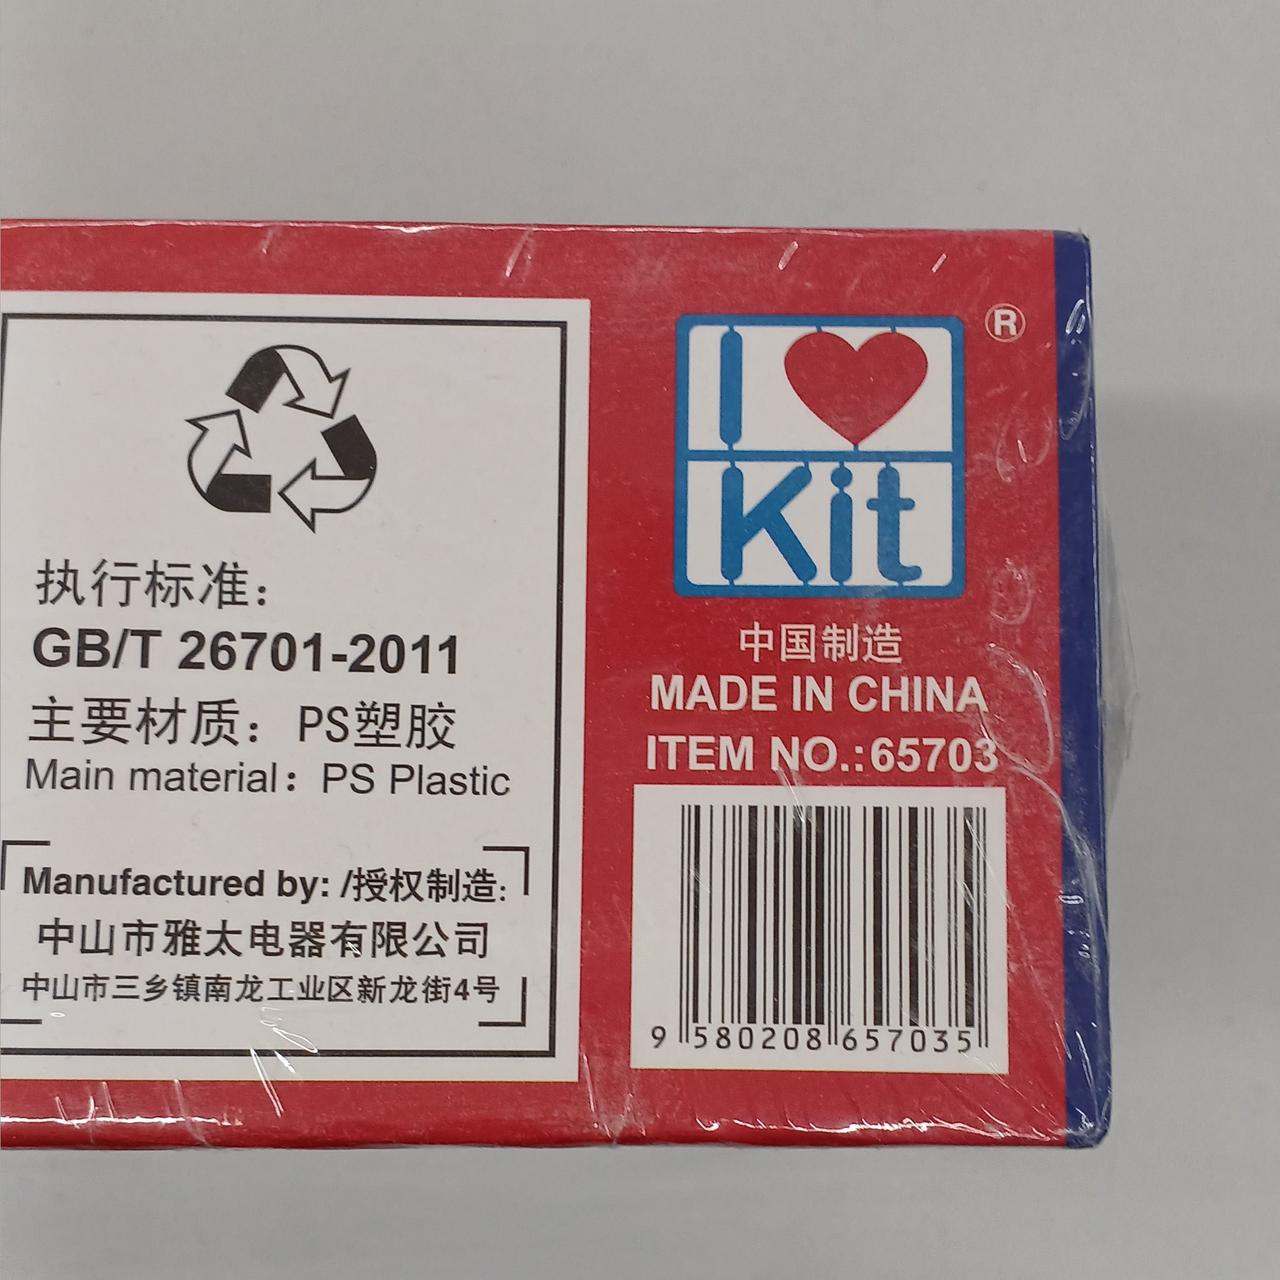 执行标准：
GB/T 26701-2011
主要材质：PS塑胶
Main material：PS Plastic
Manufactured by: /授权制造:
中山市雅太电器有限公司
中山市三乡镇南龙工业区新龙街4号
I
Kit
®
中国制造
MADE IN CHINA
ITEM NO.:65703
9 580208 657035